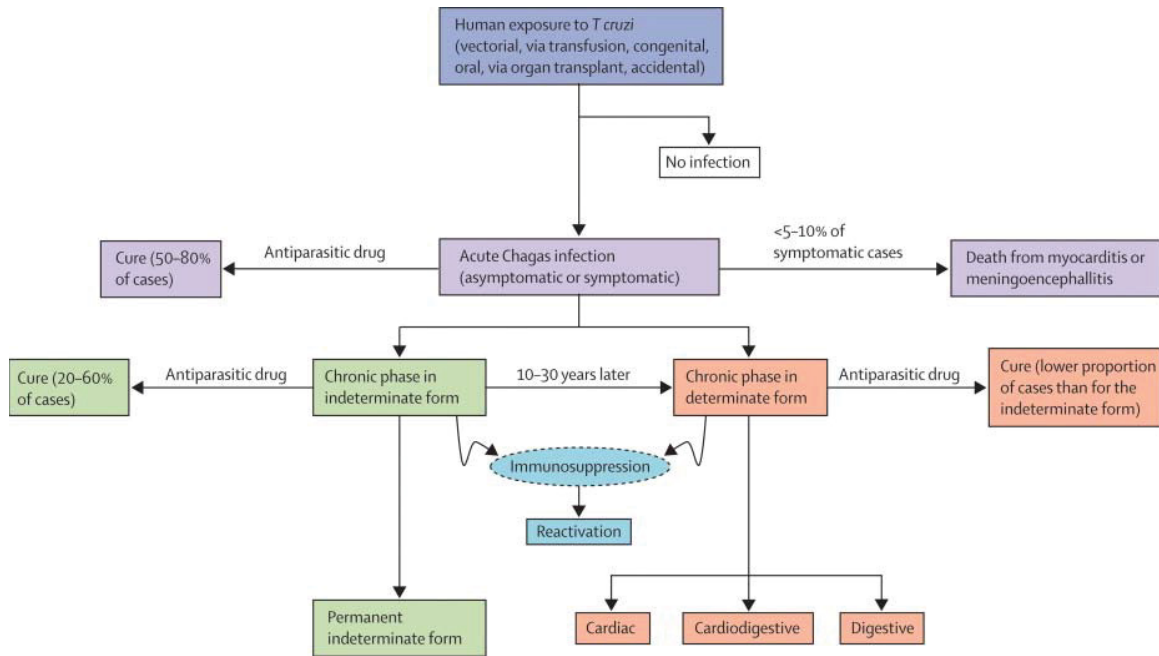 Human exposure to T cruzi
(vectorial, via transfusion, congenital,
oral, via organ transplant, accidental)
No infection
Cure (50–80%
of cases)
Antiparasitic drug
Acute Chagas infection
(asymptomatic or symptomatic)
<5–10% of
symptomatic cases
Death from myocarditis or
meningoencephallitis
Cure (20–60%
of cases)
Antiparasitic drug
Chronic phase in
indeterminate form
10–30 years later
Chronic phase in
determinate form
Antiparasitic drug
Cure (lower proportion
of cases than for the
indeterminate form)
Immunosuppression
Reactivation
Permanent
indeterminate form
Cardiac
Cardiodigestive
Digestive